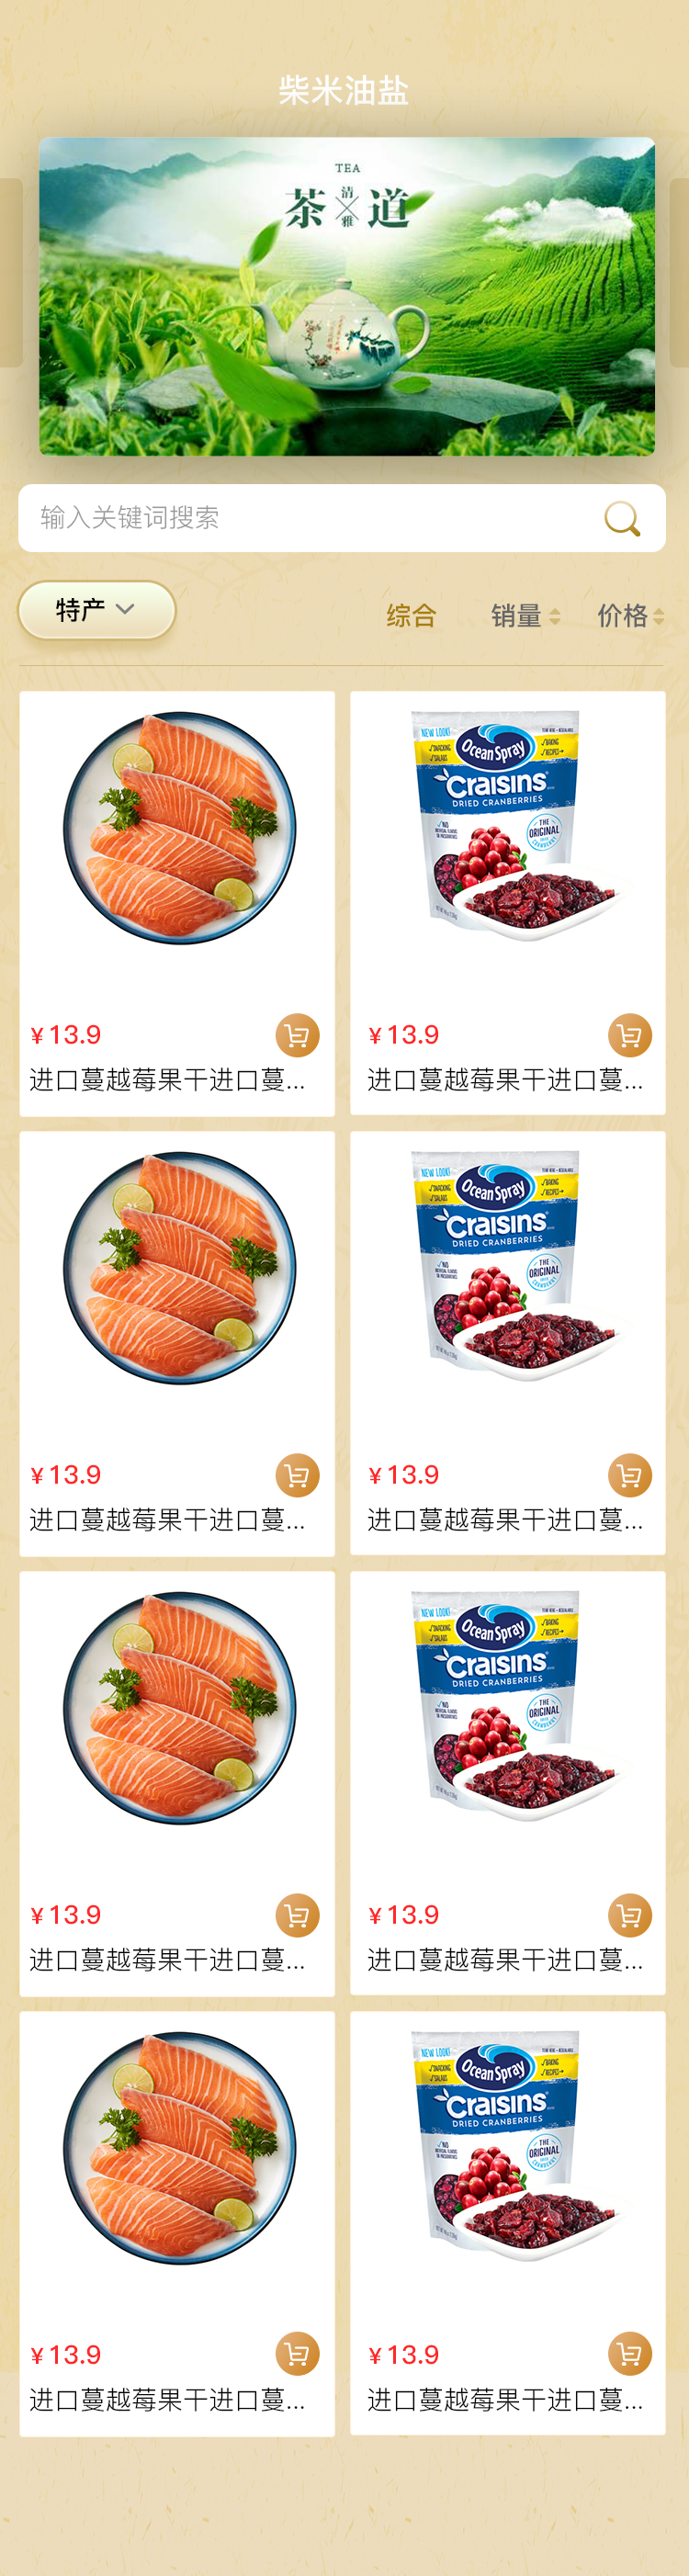 柴米油盐
TEA
茶 清雅 道
输入关键词搜索
特产
综合 销量 价格
NEW LOOK!
Ocean Spray
Craisins
DRIED CRANBERRIES
THE ORIGINAL
¥13.9
¥13.9
进口蔓越莓果干进口蔓...
进口蔓越莓果干进口蔓...
NEW LOOK!
Ocean Spray
Craisins
DRIED CRANBERRIES
THE ORIGINAL
¥13.9
¥13.9
进口蔓越莓果干进口蔓...
进口蔓越莓果干进口蔓...
NEW LOOK!
Ocean Spray
Craisins
DRIED CRANBERRIES
THE ORIGINAL
¥13.9
¥13.9
进口蔓越莓果干进口蔓...
进口蔓越莓果干进口蔓...
NEW LOOK!
Ocean Spray
Craisins
DRIED CRANBERRIES
THE ORIGINAL
¥13.9
¥13.9
进口蔓越莓果干进口蔓...
进口蔓越莓果干进口蔓...